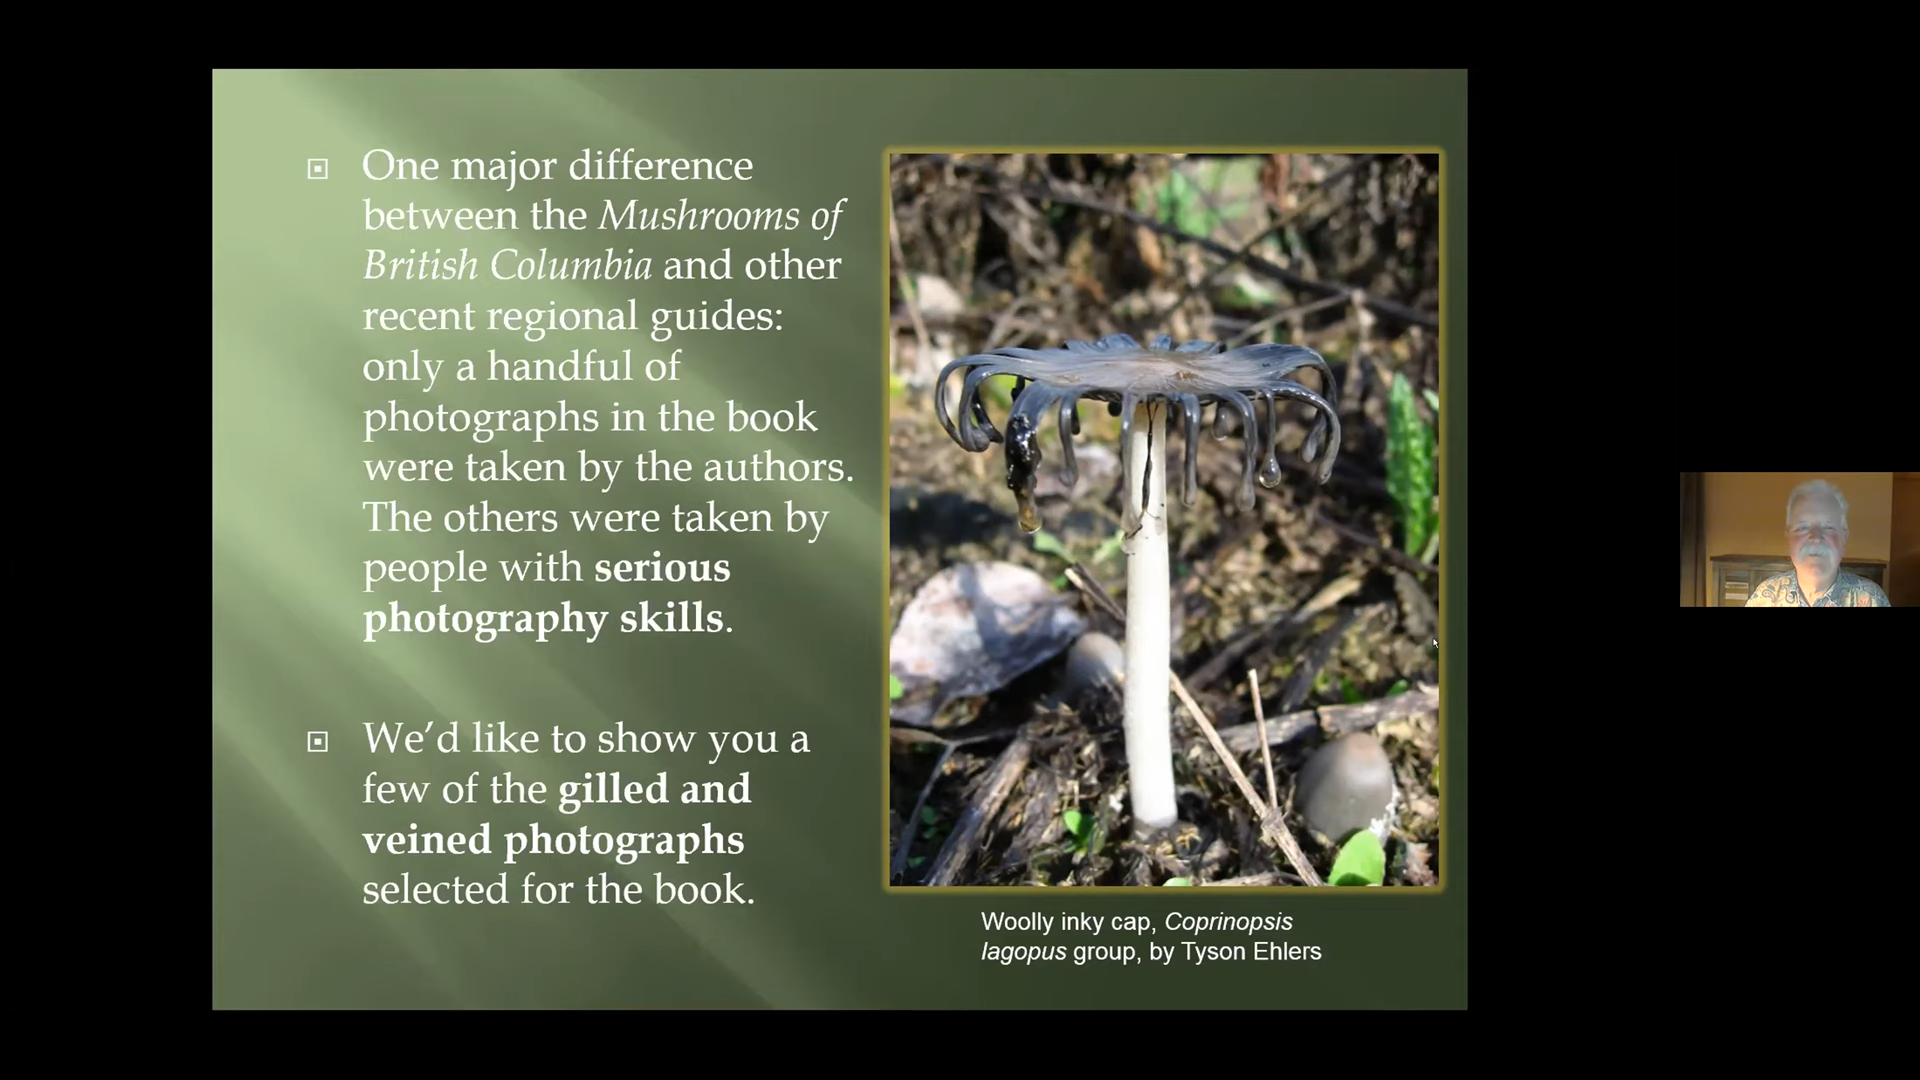 One major difference
between the Mushrooms of
British Columbia and other
recent regional guides:
only a handful of
photographs in the book
were taken by the authors.
The others were taken by
people with serious
photography skills.
We’d like to show you a
few of the gilled and
veined photographs
selected for the book.
Woolly inky cap, Coprinopsis
lagopus group, by Tyson Ehlers